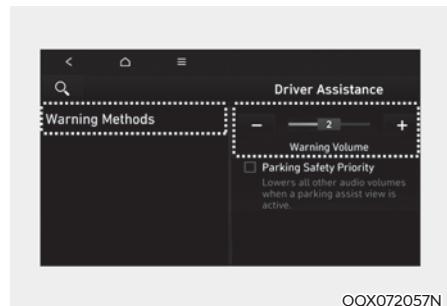 Driver Assistance
Warning Methods
2
Warning Volume
Parking Safety Priority
Lowers all other audio volumes
when a parking assist view is
active.
OOX072057N